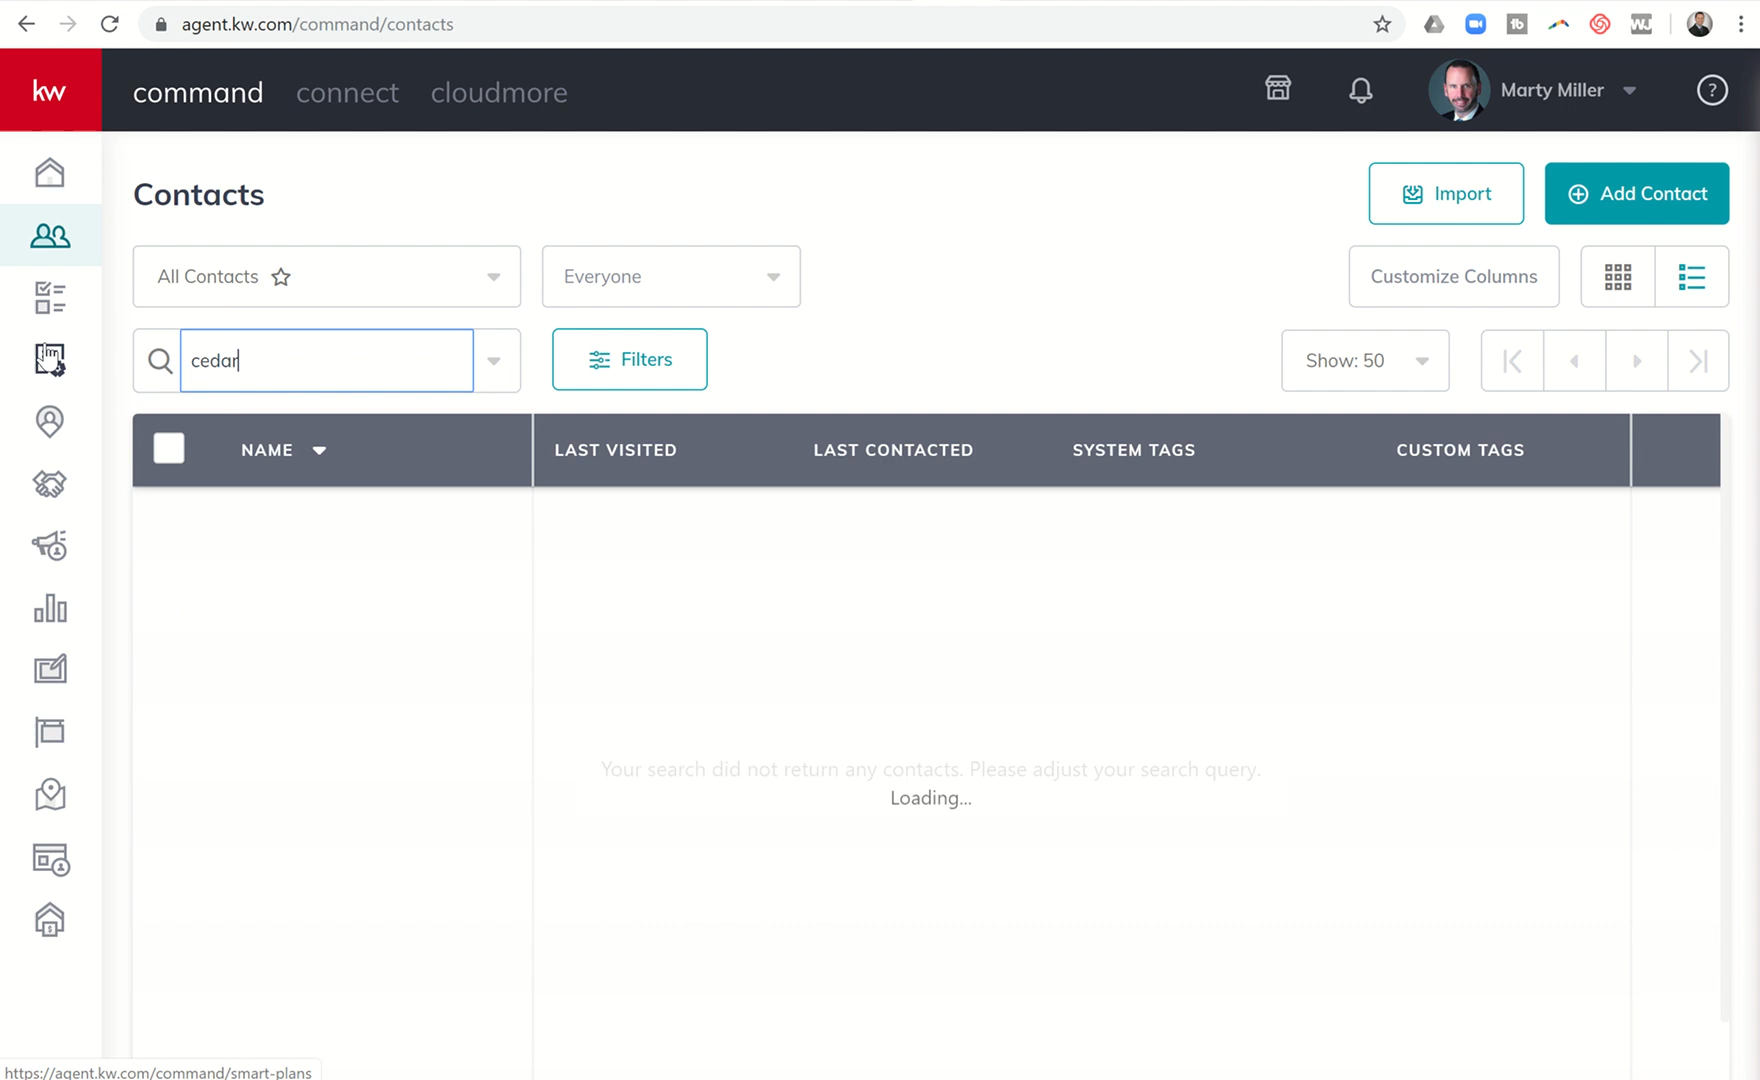 agent.kw.com/command/contacts
kw
command connect cloudmore
Marty Miller
?
Contacts
Import
Add Contact
All Contacts
Everyone
Customize Columns
cedar
Filters
Show: 50
NAME LAST VISITED LAST CONTACTED SYSTEM TAGS CUSTOM TAGS
Your search did not return any contacts. Please adjust your search query.
Loading...
https://agent.kw.com/command/smart-plans